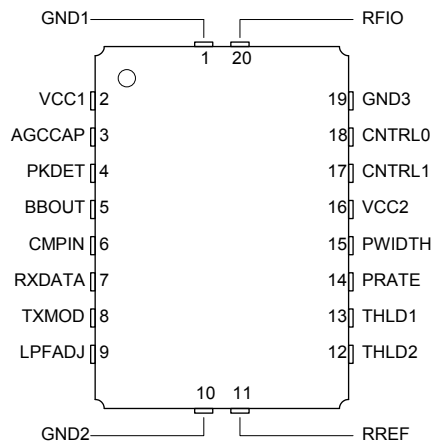 GND1 RFIO
1 20
VCC1 2 19 GND3
AGCCAP 3 18 CNTRL0
PKDET 4 17 CNTRL1
BBOUT 5 16 VCC2
CMPIN 6 15 PWIDTH
RXDATA 7 14 PRATE
TXMOD 8 13 THLD1
LPFADJ 9 12 THLD2
10 11
GND2 RREF